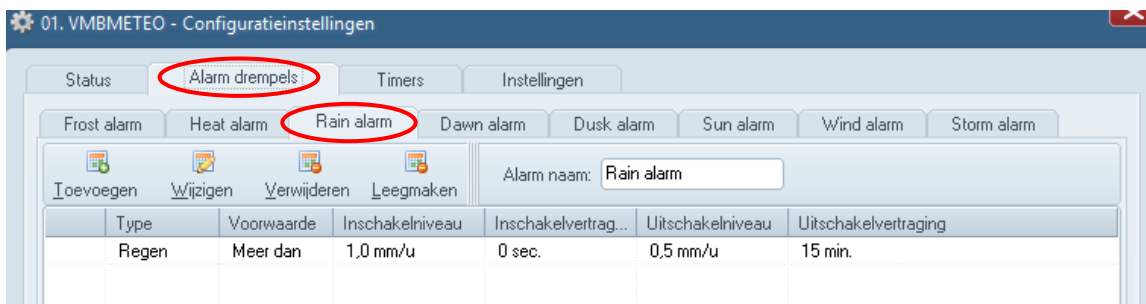 01. VMBMETEO - Configuratieinstellingen
Status Alarm drempels Timers Instellingen
Frost alarm Heat alarm Rain alarm Dawn alarm Dusk alarm Sun alarm Wind alarm Storm alarm
Toevoegen Wijzigen Verwijderen Leegmaken Alarm naam: Rain alarm
Type Voorwaarde Inschakelniveau Inschakelvertrag... Uitschakelniveau Uitschakelvertraging
Regen Meer dan 1,0 mm/u 0 sec. 0,5 mm/u 15 min.